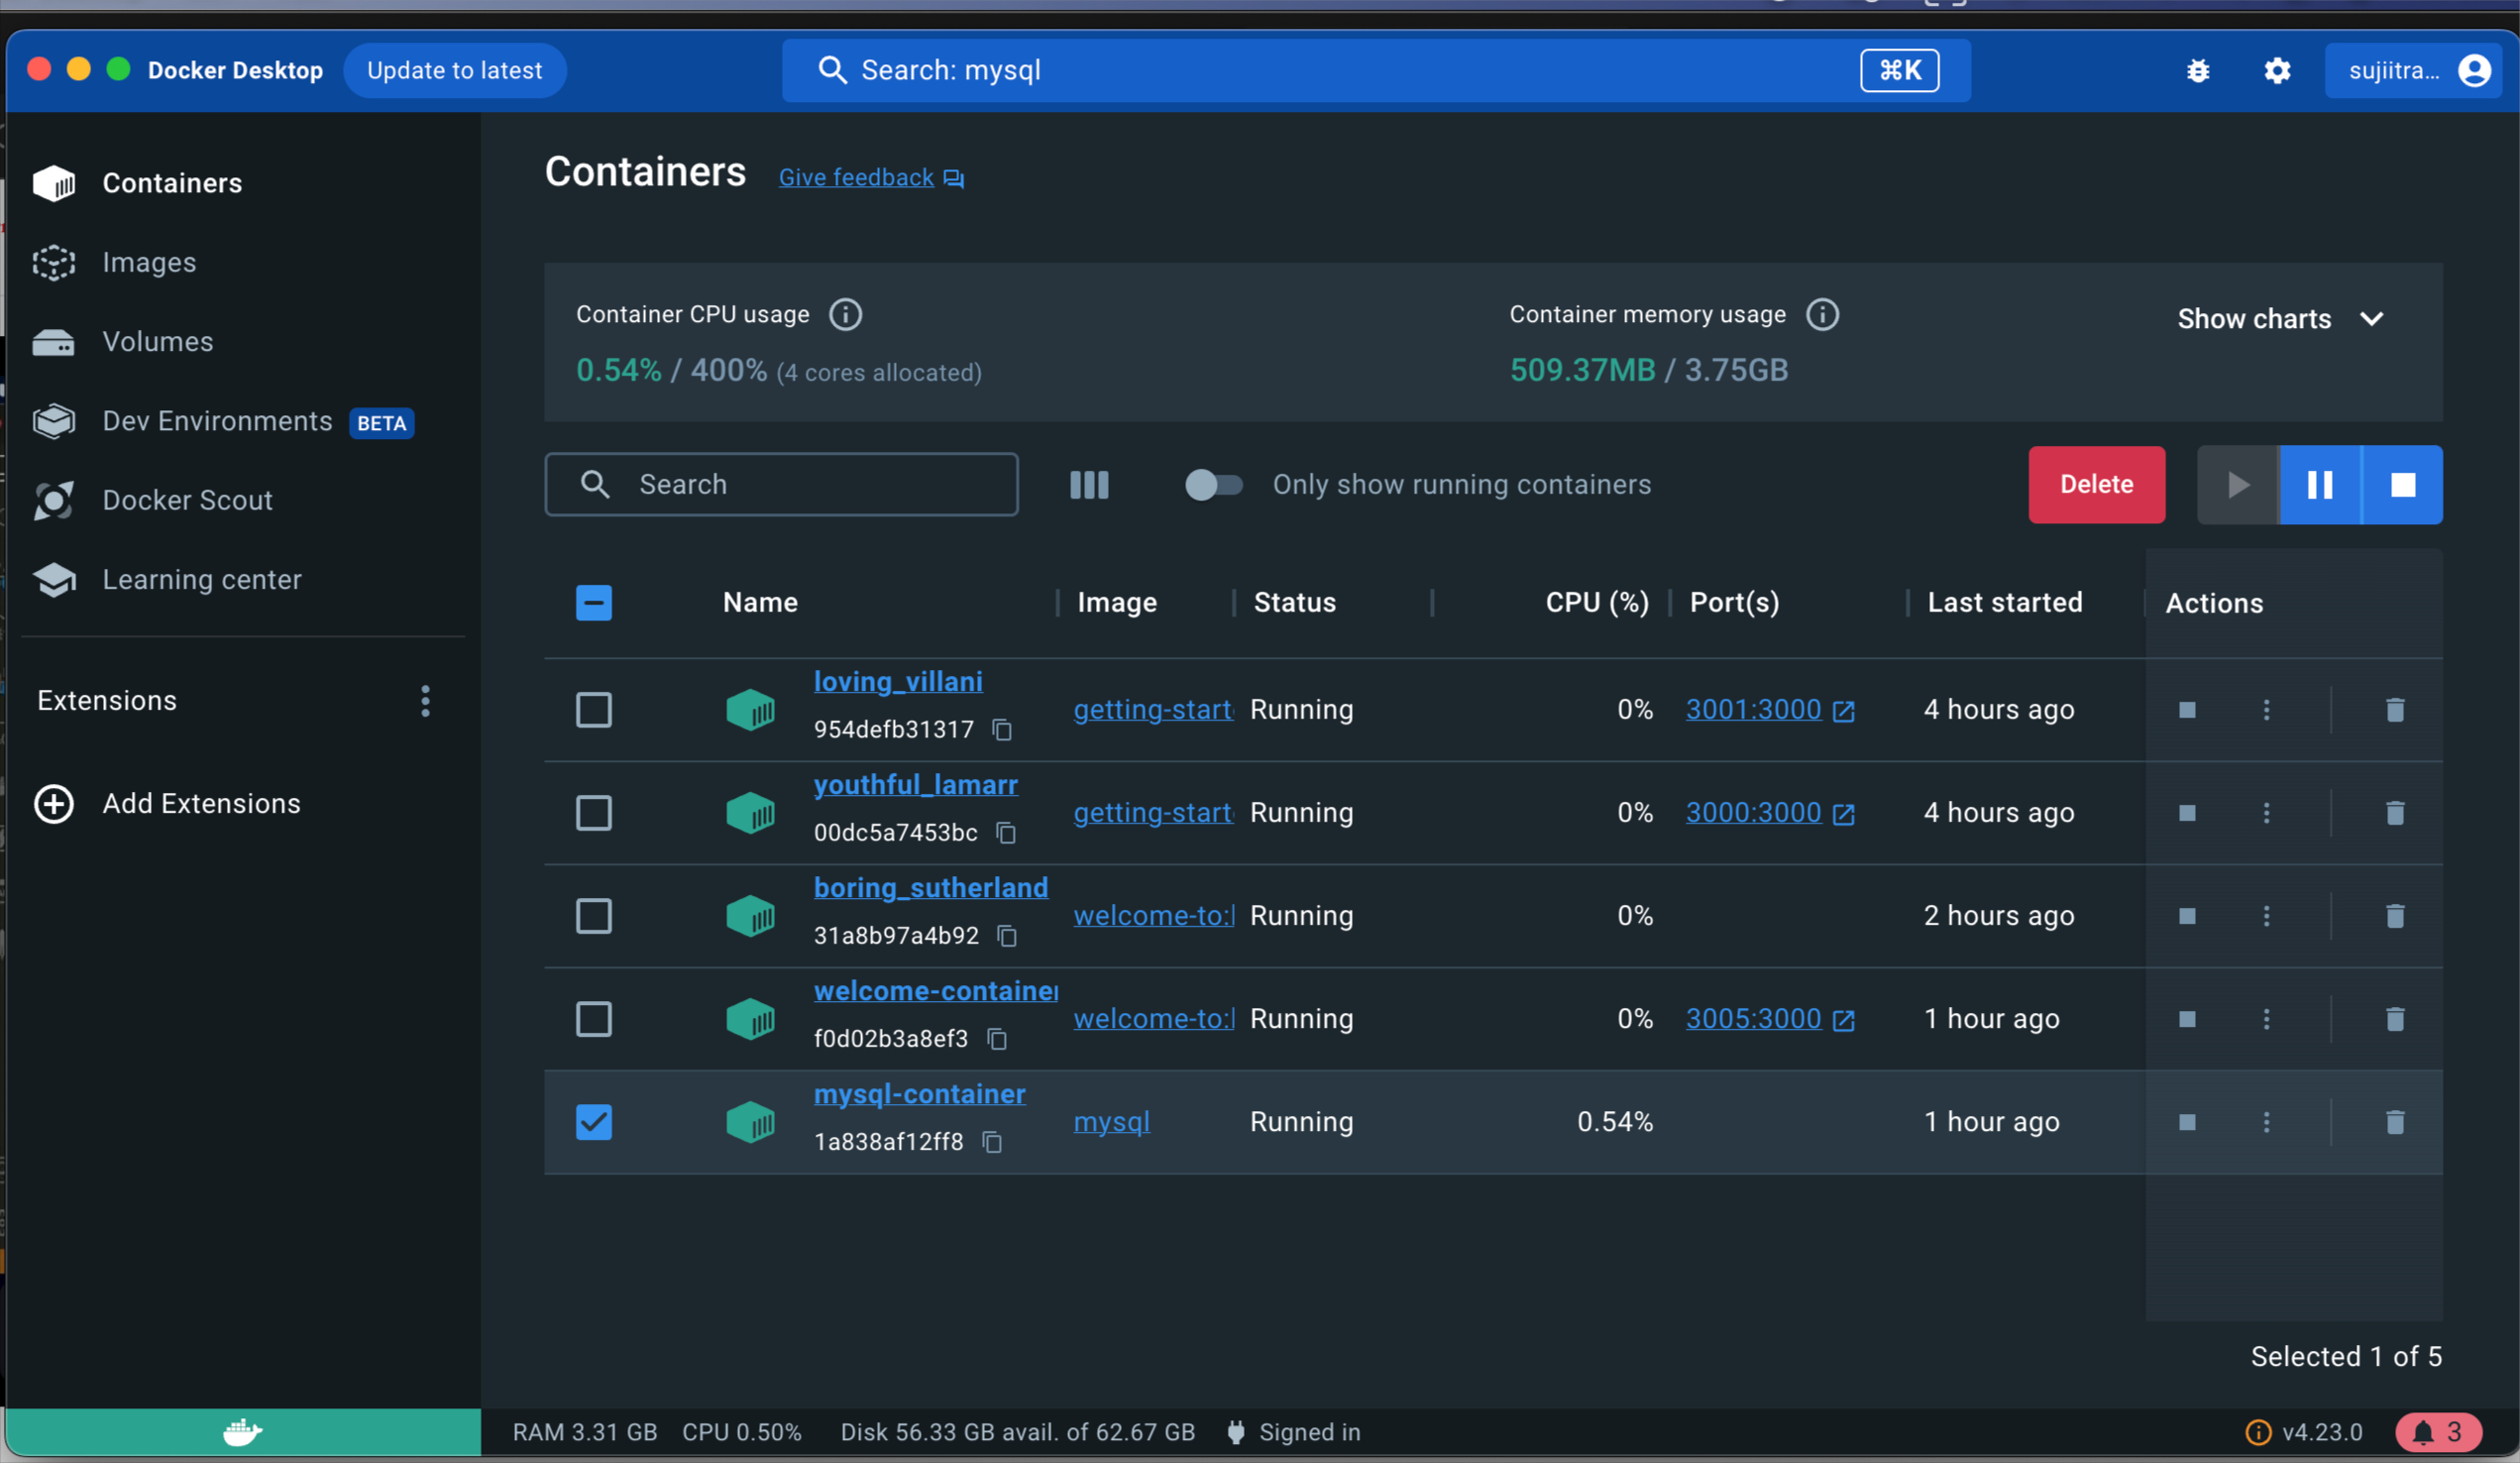 Docker Desktop Update to latest Search: mysql ⌘K sujiitra...
Containers
Images
Volumes
Dev Environments BETA
Docker Scout
Learning center
Extensions
Add Extensions
Containers Give feedback
Container CPU usage
0.54% / 400% (4 cores allocated)
Container memory usage
509.37MB / 3.75GB
Show charts
Search Only show running containers Delete
Name Image Status CPU (%) Port(s) Last started Actions
loving_villani
954defb31317 getting-start Running 0% 3001:3000 4 hours ago
youthful_lamarr
00dc5a7453bc getting-start Running 0% 3000:3000 4 hours ago
boring_sutherland
31a8b97a4b92 welcome-to:l Running 0% 2 hours ago
welcome-container
f0d02b3a8ef3 welcome-to:l Running 0% 3005:3000 1 hour ago
mysql-container
1a838af12ff8 mysql Running 0.54% 1 hour ago
Selected 1 of 5
RAM 3.31 GB CPU 0.50% Disk 56.33 GB avail. of 62.67 GB Signed in v4.23.0 3